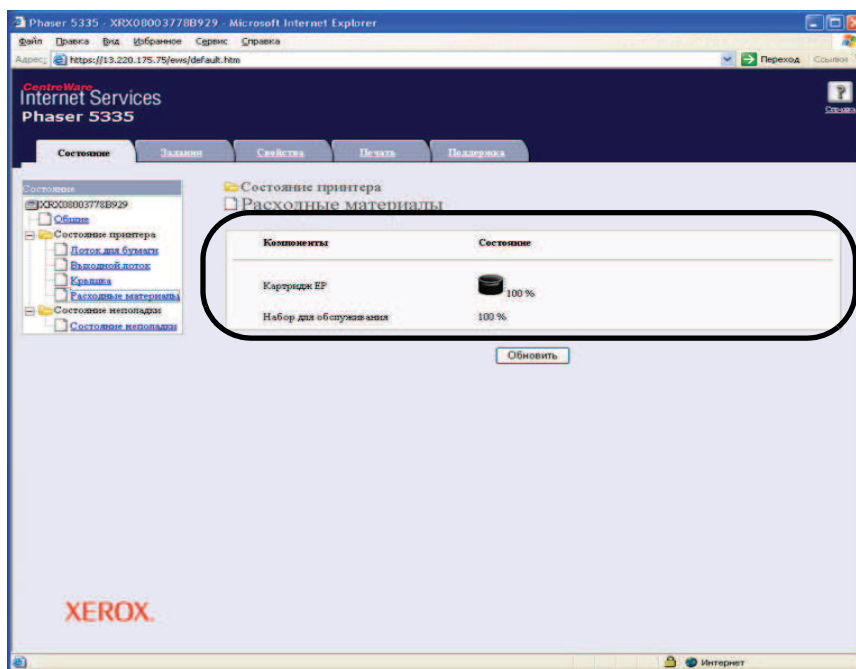 Phaser 5335 - XRX08003778B929 - Microsoft Internet Explorer
Файл Правка Вид Избранное Сервис Справка
Адрес: https://13.220.175.75/ews/default.htm Переход Ссылки
CentreWare
Internet Services
Phaser 5335
Справка
Состояние Задания Свойства Печать Поддержка
Состояние
XRX08003778B929
Общие
Состояние принтера
Лоток для бумаги
Выходной лоток
Крышка
Расходные материалы
Состояние неполадки
Состояние неполадки
Состояние принтера
Расходные материалы
Компоненты Состояние
Картридж EP 100 %
Набор для обслуживания 100 %
Обновить
XEROX.
Интернет